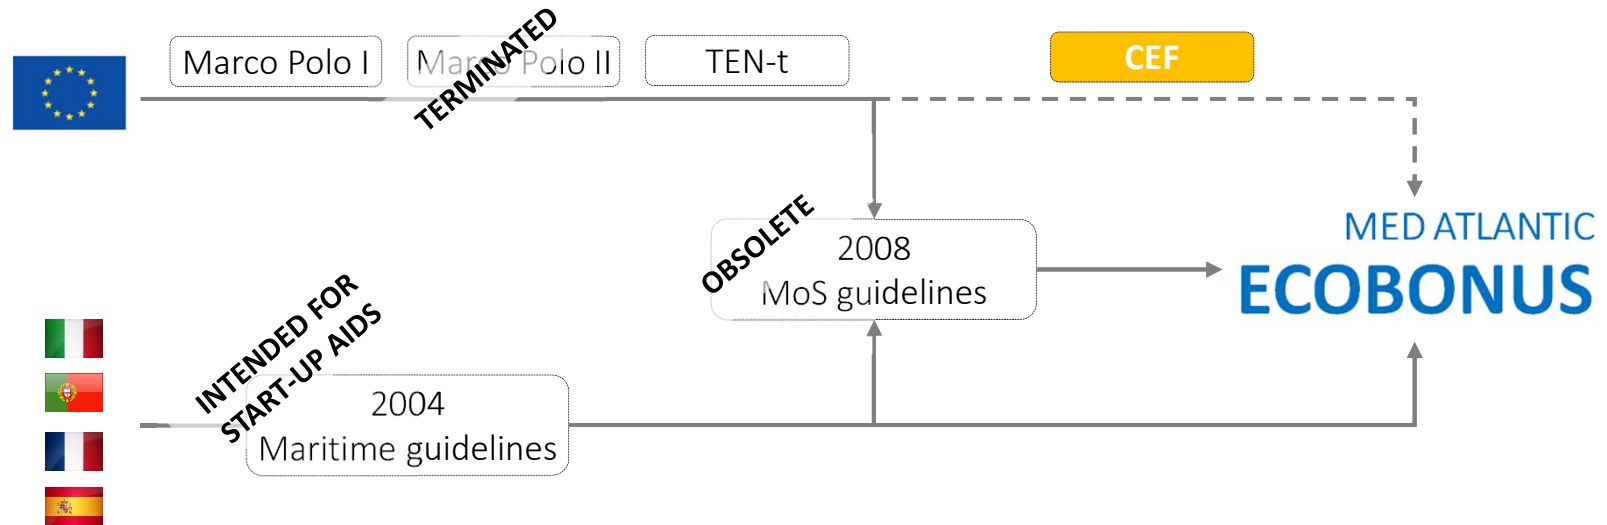 Marco Polo I
Marco Polo II
TERMINATED
TEN-t
CEF
OBSOLETE
2008
MoS guidelines
MED ATLANTIC
ECOBONUS
INTENDED FOR
START-UP AIDS
2004
Maritime guidelines